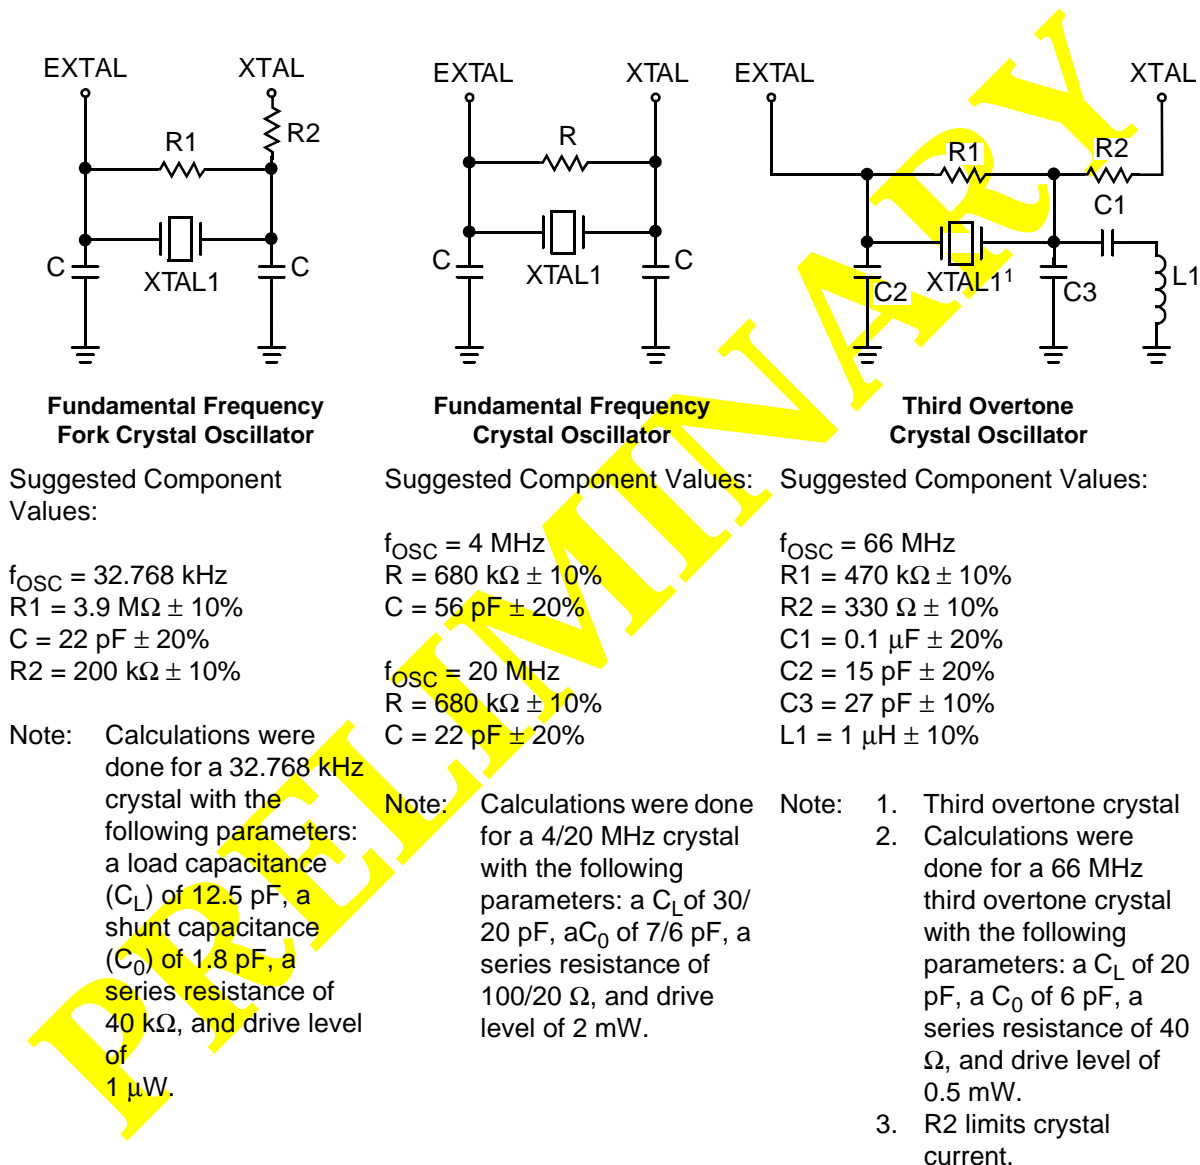 EXTAL
XTAL
R2
R1
C
XTAL1
C
Fundamental Frequency
Fork Crystal Oscillator
Suggested Component
Values:
fOSC = 32.768 kHz
R1 = 3.9 MΩ ± 10%
C = 22 pF ± 20%
R2 = 200 kΩ ± 10%
Note: Calculations were
done for a 32.768 kHz
crystal with the
following parameters:
a load capacitance
(CL) of 12.5 pF, a
shunt capacitance
(C0) of 1.8 pF, a
series resistance of
40 kΩ, and drive level
of
1 μW.
EXTAL
XTAL
R
C
XTAL1
C
Fundamental Frequency
Crystal Oscillator
Suggested Component Values:
fOSC = 4 MHz
R = 680 kΩ ± 10%
C = 56 pF ± 20%
fOSC = 20 MHz
R = 680 kΩ ± 10%
C = 22 pF ± 20%
Note: Calculations were done
for a 4/20 MHz crystal
with the following
parameters: a CLof 30/
20 pF, aC0 of 7/6 pF, a
series resistance of
100/20 Ω, and drive
level of 2 mW.
EXTAL
XTAL
R1
R2
C1
C2
XTAL1¹
C3
L1
Third Overtone
Crystal Oscillator
Suggested Component Values:
fOSC = 66 MHz
R1 = 470 kΩ ± 10%
R2 = 330 Ω ± 10%
C1 = 0.1 μF ± 20%
C2 = 15 pF ± 20%
C3 = 27 pF ± 10%
L1 = 1 μH ± 10%
Note: 1. Third overtone crystal
2. Calculations were
done for a 66 MHz
third overtone crystal
with the following
parameters: a CL of 20
pF, a C0 of 6 pF, a
series resistance of 40
Ω, and drive level of
0.5 mW.
3. R2 limits crystal
current.
PRELIMINARY